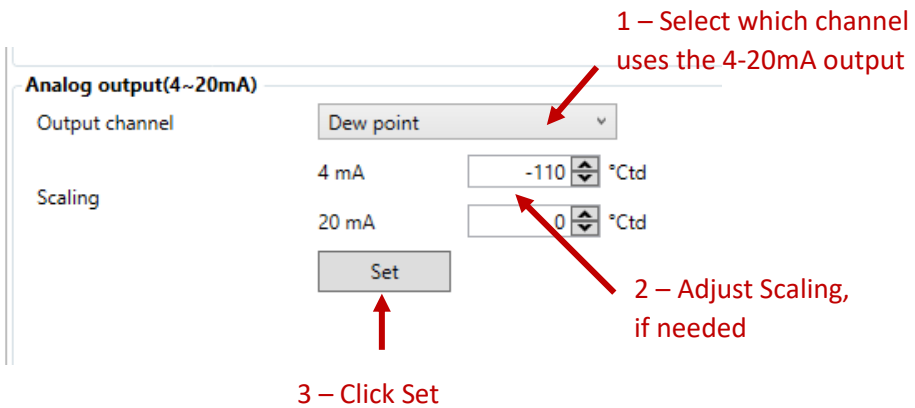 1 – Select which channel
uses the 4-20mA output
Analog output(4~20mA)
Output channel
Dew point
Scaling
4 mA
-110 °Ctd
20 mA
0 °Ctd
Set
2 – Adjust Scaling,
if needed
3 – Click Set